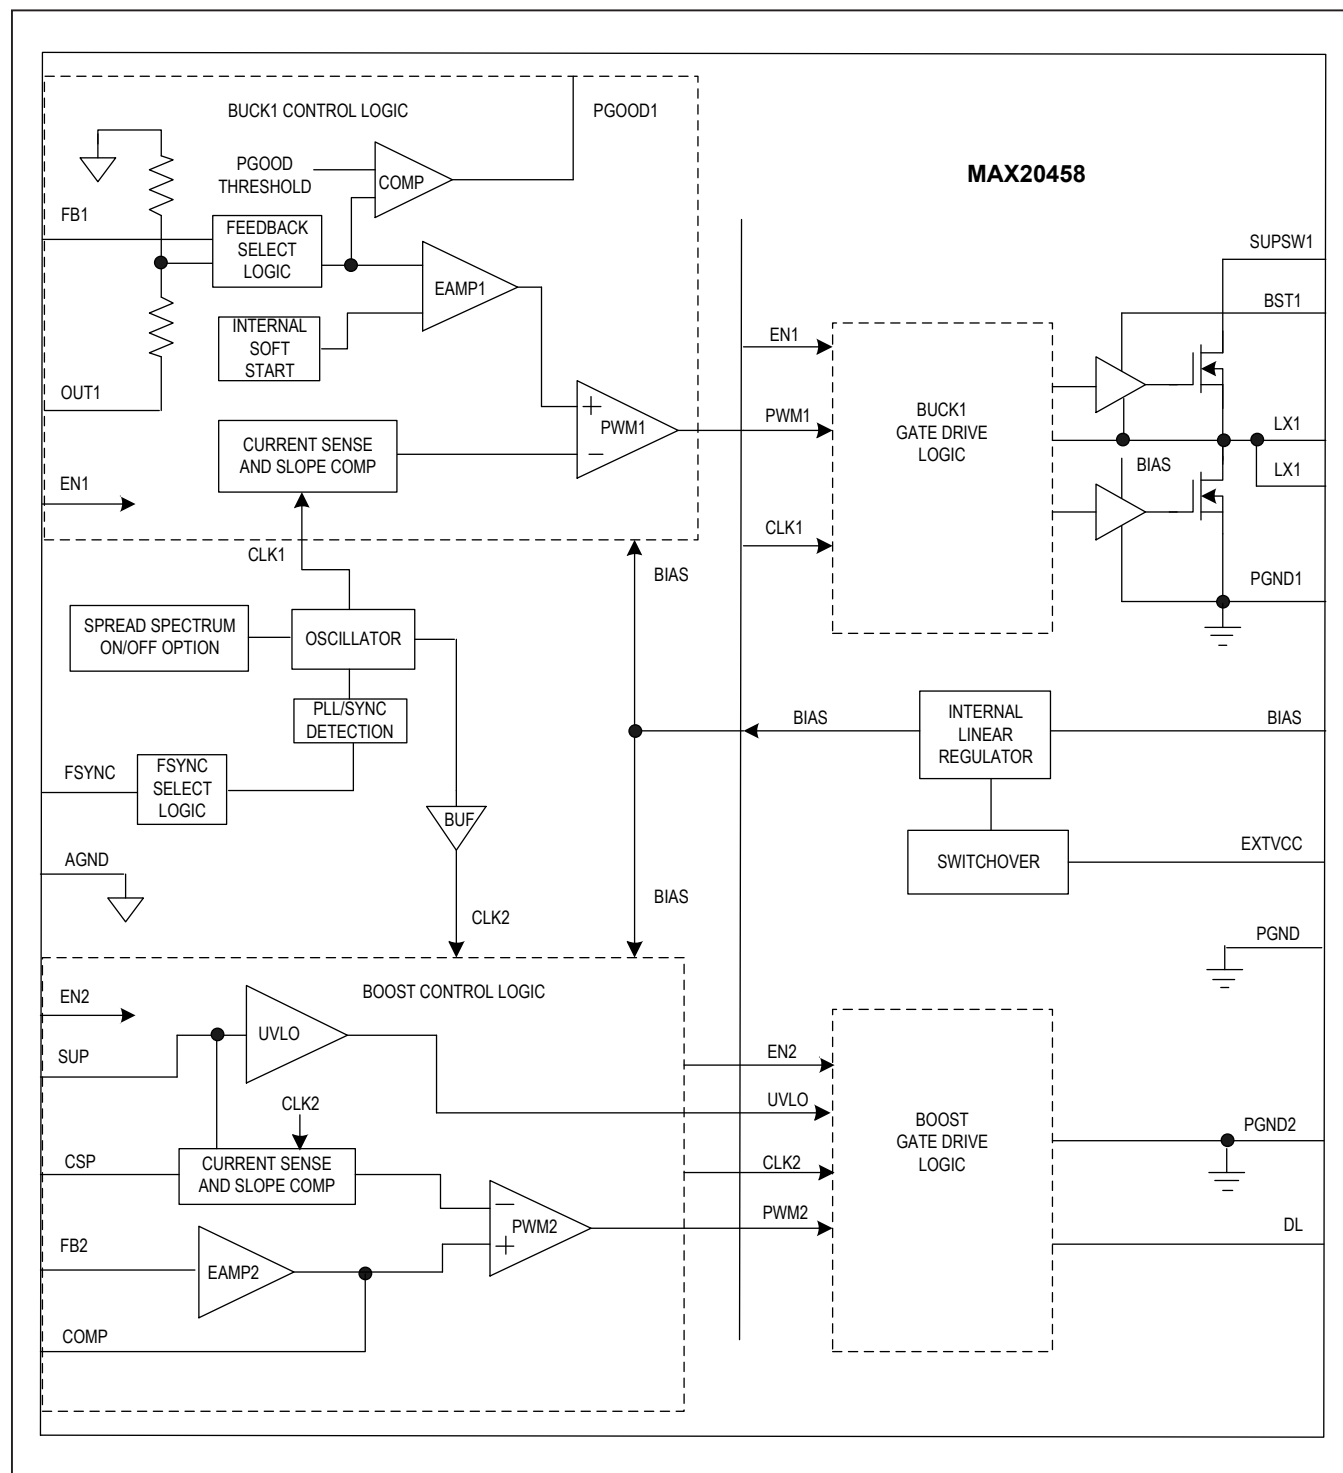 BUCK1 CONTROL LOGIC
PGOOD1
PGOOD
THRESHOLD
COMP
MAX20458
FB1
FEEDBACK
SELECT
LOGIC
EAMP1
INTERNAL
SOFT
START
OUT1
+
PWM1
−
CURRENT SENSE
AND SLOPE COMP
EN1
CLK1
BIAS
EN1
PWM1
CLK1
BUCK1
GATE DRIVE
LOGIC
SUPSW1
BST1
LX1
BIAS
LX1
PGND1
SPREAD SPECTRUM
ON/OFF OPTION
OSCILLATOR
PLL/SYNC
DETECTION
FSYNC
FSYNC
SELECT
LOGIC
BUF
AGND
CLK2
BIAS
BIAS
INTERNAL
LINEAR
REGULATOR
BIAS
SWITCHOVER
EXTVCC
PGND
BOOST CONTROL LOGIC
EN2
UVLO
SUP
CLK2
CSP
CURRENT SENSE
AND SLOPE COMP
−
PWM2
+
FB2
EAMP2
COMP
EN2
UVLO
CLK2
PWM2
BOOST
GATE DRIVE
LOGIC
PGND2
DL